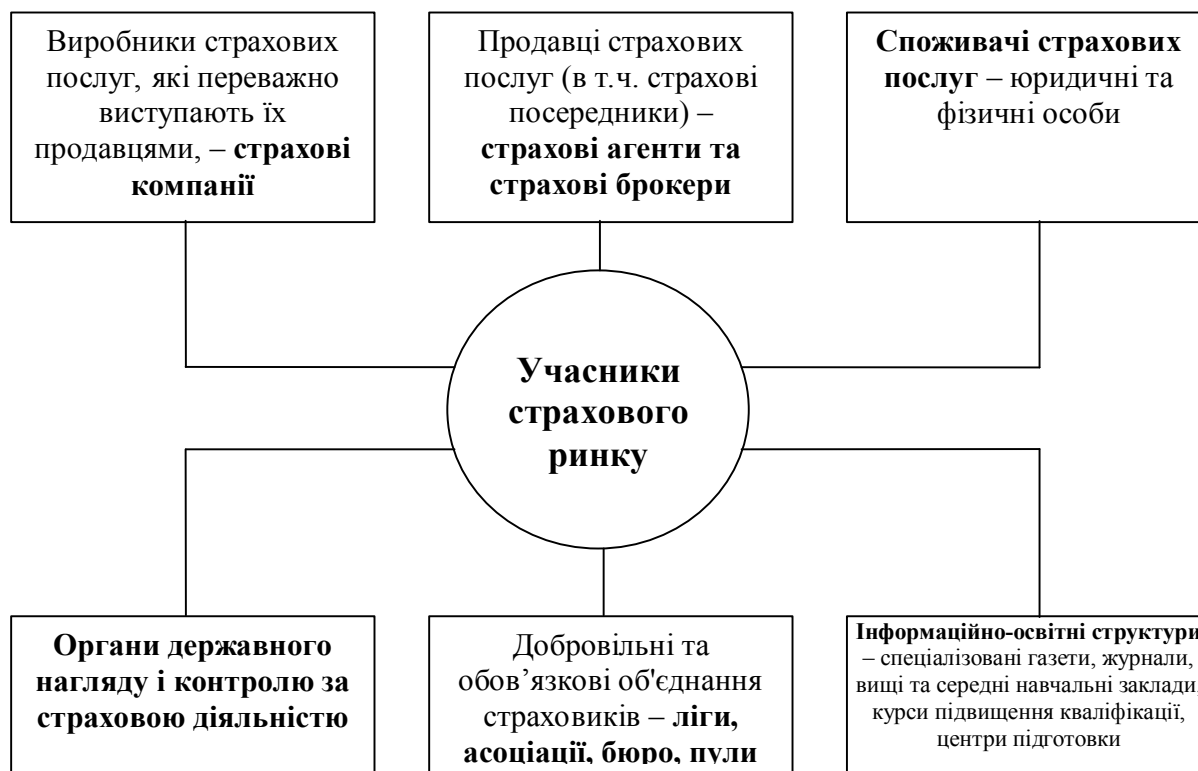 Виробники страхових
послуг, які переважно
виступають їх
продавцями, – страхові
компанії
Продавці страхових
послуг (в т.ч. страхові
посередники) –
страхові агенти та
страхові брокери
Споживачі страхових
послуг – юридичні та
фізичні особи
Учасники
страхового
ринку
Органи державного
нагляду і контролю за
страховою діяльністю
Добровільні та
обов’язкові об'єднання
страховиків – ліги,
асоціації, бюро, пули
Інформаційно-освітні структури
– спеціалізовані газети, журнали,
вищі та середні навчальні заклади,
курси підвищення кваліфікації,
центри підготовки